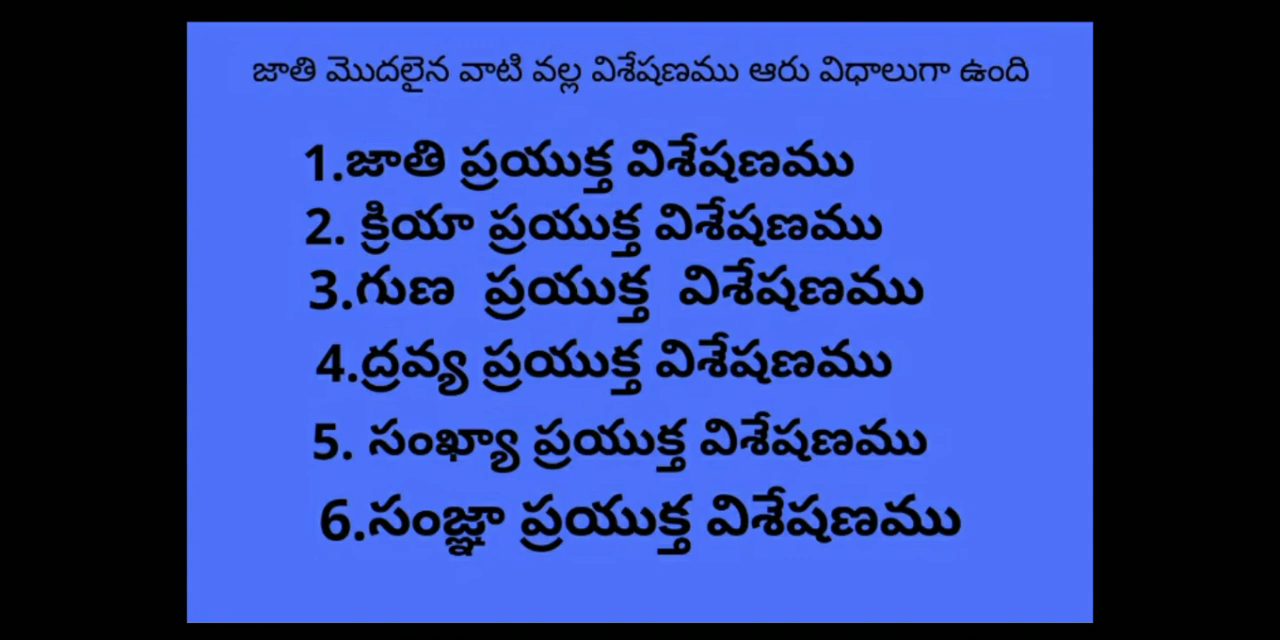 జాతి మొదలైన వాటి వల్ల విశేషణము ఆరు విధాలుగా ఉంది
1.జాతి ప్రయుక్త విశేషణము
2. క్రియా ప్రయుక్త విశేషణము
3.గుణ ప్రయుక్త విశేషణము
4.ద్రవ్య ప్రయుక్త విశేషణము
5. సంఖ్యా ప్రయుక్త విశేషణము
6.సంజ్ఞా ప్రయుక్త విశేషణము